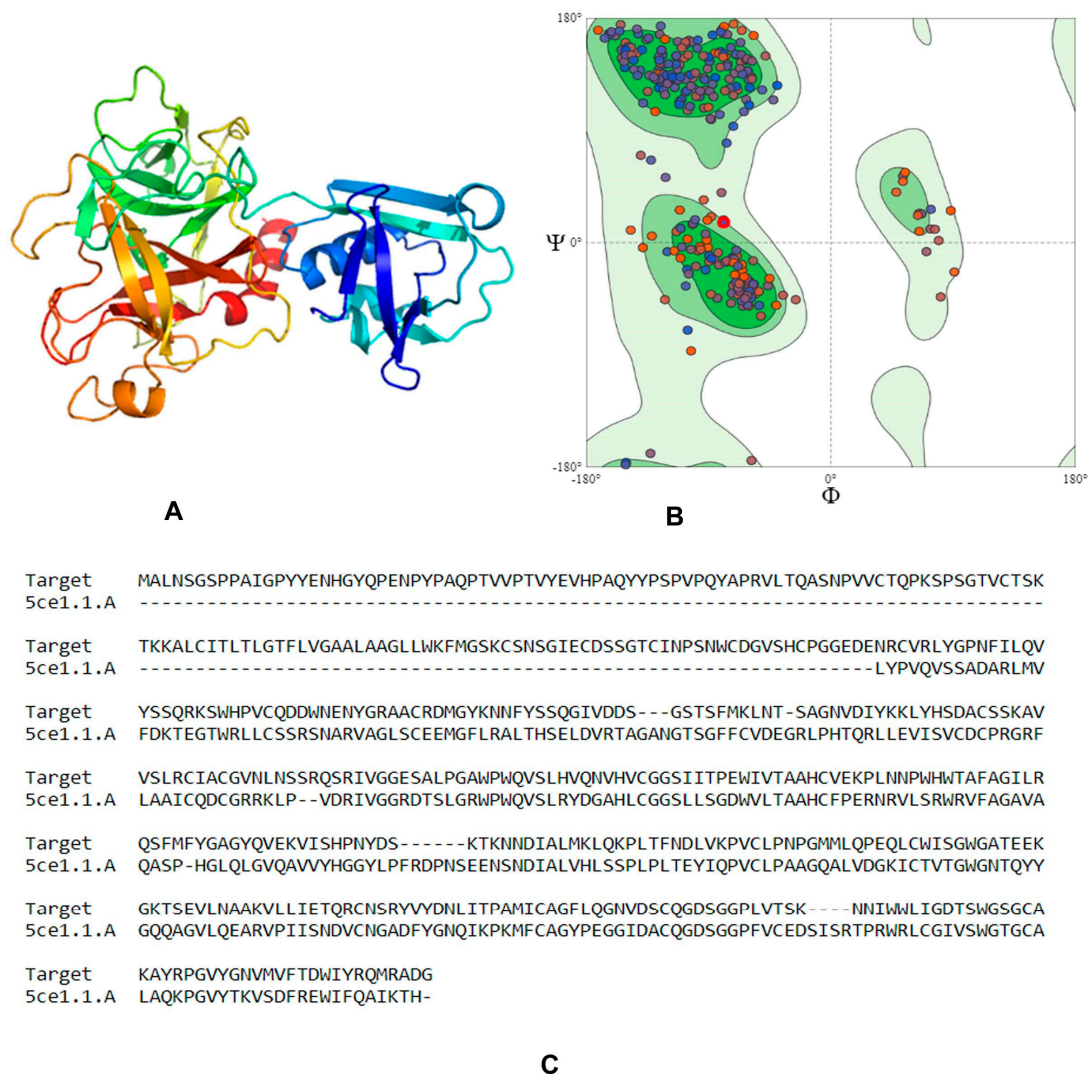 180°
Ψ 0°
-180°
-180° 0° 180°
Φ
A
B
Target MALNSGSPPAIGPYYENHGYQPENPYPAQPTVVPTVYEVHPAQYYPSPVPQYAPRVLTQASNPVVCTQPKSPSGTVCTSK
5ce1.1.A --------------------------------------------------------------------------------
Target TKKALCITLTLGTFLVGAALAAGLLWKFMGSKCSNSGIECDSSGTCINPSNWCDGVSHCPGGEDENRCVRLYGPNFILQV
5ce1.1.A -----------------------------------------------------------------LYPVQVSSADARLMV
Target YSSQRKSWHPVCQDDWNENYGRAACRDMGYKNNFYSSQGIVDDS---GSTSFMKLNT-SAGNVDIYKKLYHSDACSSKAV
5ce1.1.A FDKTEGTWRLLCSSRSNARVAGLSCEEMGFLRALTHSELDVRTAGANGTSGFFCVDEGRLPHTQRLLEVISVCDCPRGRF
Target VSLRCIACGVNLNSSRQSRIVGGESALPGAWPWQVSLHVQNVHVCGGSIITPEWIVTAAHCVEKPLNNPWHWTAFAGILR
5ce1.1.A LAAICQDCGRRKLP--VDRIVGGRDTSLGRWPWQVSLRYDGAHLCGGSLLSGDWVLTAAHCFPERNRVLSRWRVFAGAVA
Target QSFMFYGAGYQVEKVISHPNYDS------KTKNNDIALMKLQKPLTFNDLVKPVCLPNPGMMLQPEQLCWISGWGATEEK
5ce1.1.A QASP-HGLQLGVQAVVYHGGYLPFRDPNSEENSNDIALVHLSSPLPLTEYIQPVCLPAAGQALVDGKICTVTGWGNTQYY
Target GKTSEVLNAAKVLLIETQRCNSRYVYDNLITPAMICAGFLQGNVDSCQGDSGGPLVTSK----NNIWWLIGDTSWGSGCA
5ce1.1.A GQQAGVLQEARVPIISNDVCNGADFYGNQIKPKMFCAGYPEGGIDACQGDSGGPFVCEDSISRTPRWRLCGIVSWGTGCA
Target KAYRPGVYGNVMVFTDWIYRQMRADG
5ce1.1.A LAQKPGVYTKVSDFREWIFQAIKTH-
C